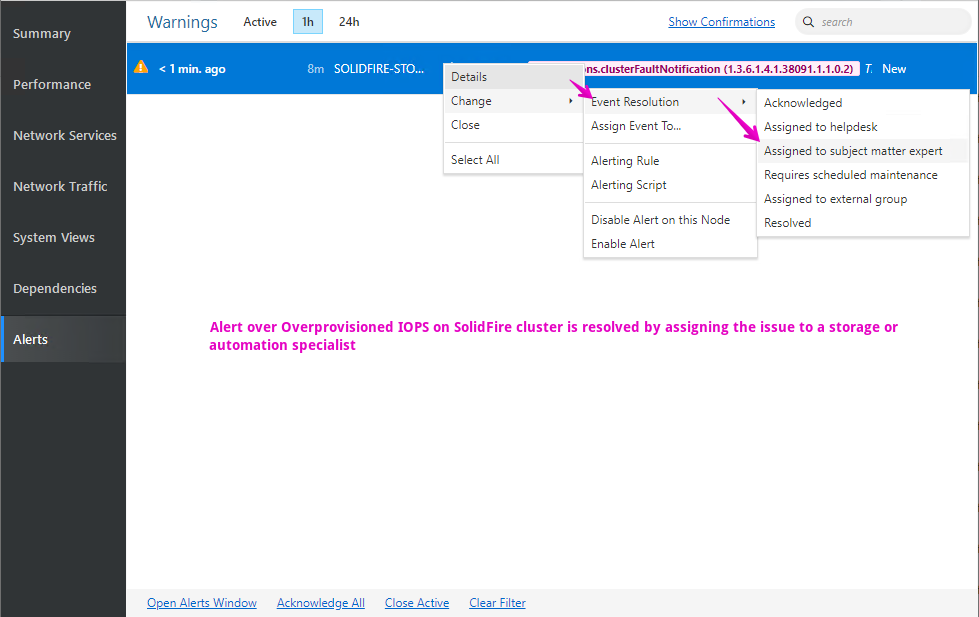 Summary
Performance
Network Services
Network Traffic
System Views
Dependencies
Alerts
Warnings Active 1h 24h Show Confirmations search
< 1 min. ago 8m SOLIDFIRE-STO... ns.clusterFaultNotification (1.3.6.1.4.1.38091.1.1.0.2) T. New
Details
Change
Close
Select All
Event Resolution
Assign Event To...
Alerting Rule
Alerting Script
Disable Alert on this Node
Enable Alert
Acknowledged
Assigned to helpdesk
Assigned to subject matter expert
Requires scheduled maintenance
Assigned to external group
Resolved
Alert over Overprovisioned IOPS on SolidFire cluster is resolved by assigning the issue to a storage or
automation specialist
Open Alerts Window Acknowledge All Close Active Clear Filter